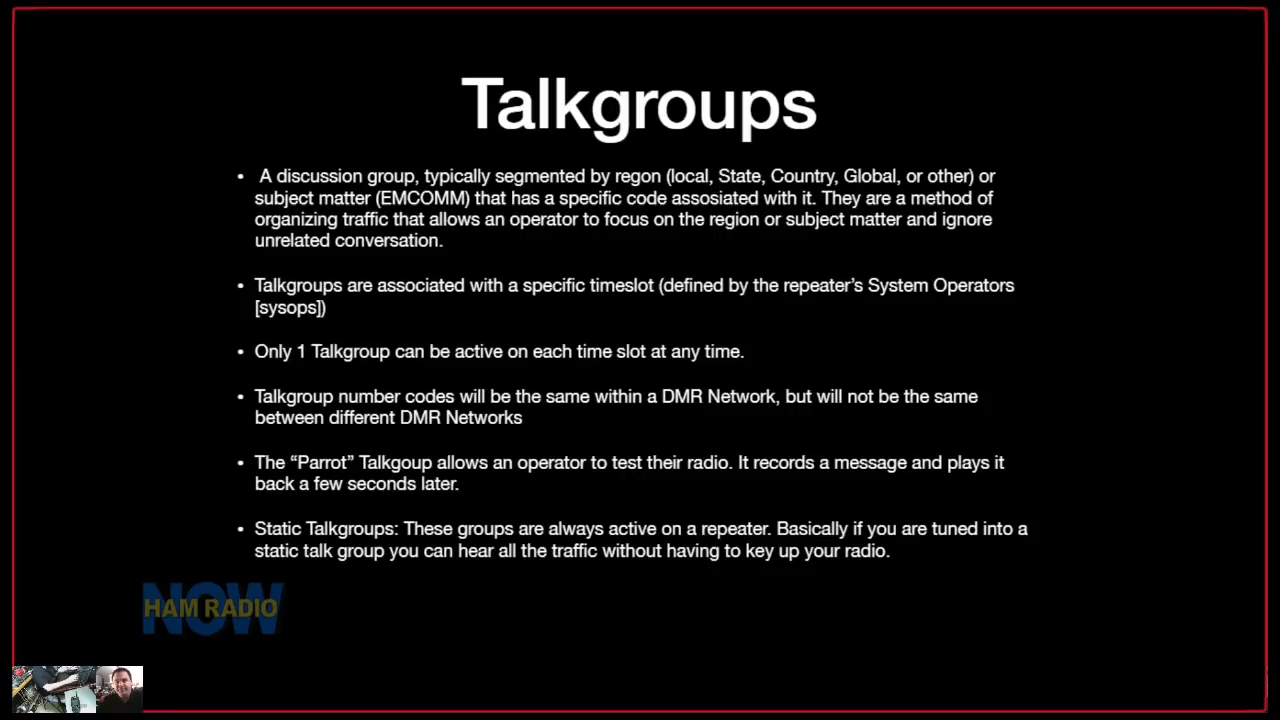 Talkgroups
• A discussion group, typically segmented by regon (local, State, Country, Global, or other) or
subject matter (EMCOMM) that has a specific code assosiated with it. They are a method of
organizing traffic that allows an operator to focus on the region or subject matter and ignore
unrelated conversation.
• Talkgroups are associated with a specific timeslot (defined by the repeater’s System Operators
[sysops])
• Only 1 Talkgroup can be active on each time slot at any time.
• Talkgroup number codes will be the same within a DMR Network, but will not be the same
between different DMR Networks
• The “Parrot” Talkgoup allows an operator to test their radio. It records a message and plays it
back a few seconds later.
• Static Talkgroups: These groups are always active on a repeater. Basically if you are tuned into a
static talk group you can hear all the traffic without having to key up your radio.
NOW
HAM RADIO